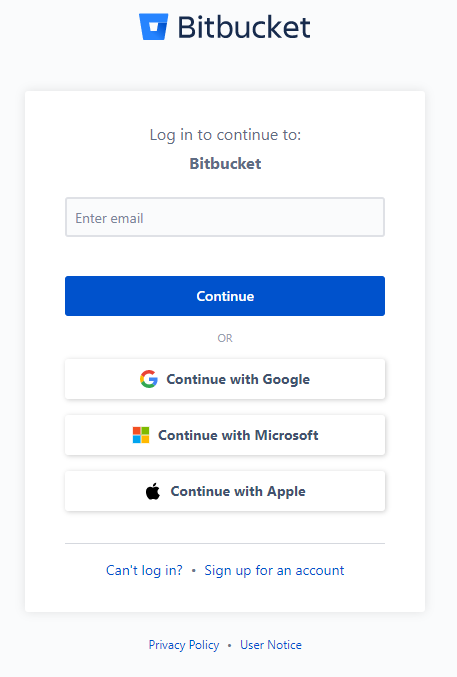 Bitbucket
Log in to continue to:
Bitbucket
Enter email
Continue
OR
Continue with Google
Continue with Microsoft
Continue with Apple
Can't log in? • Sign up for an account
Privacy Policy • User Notice